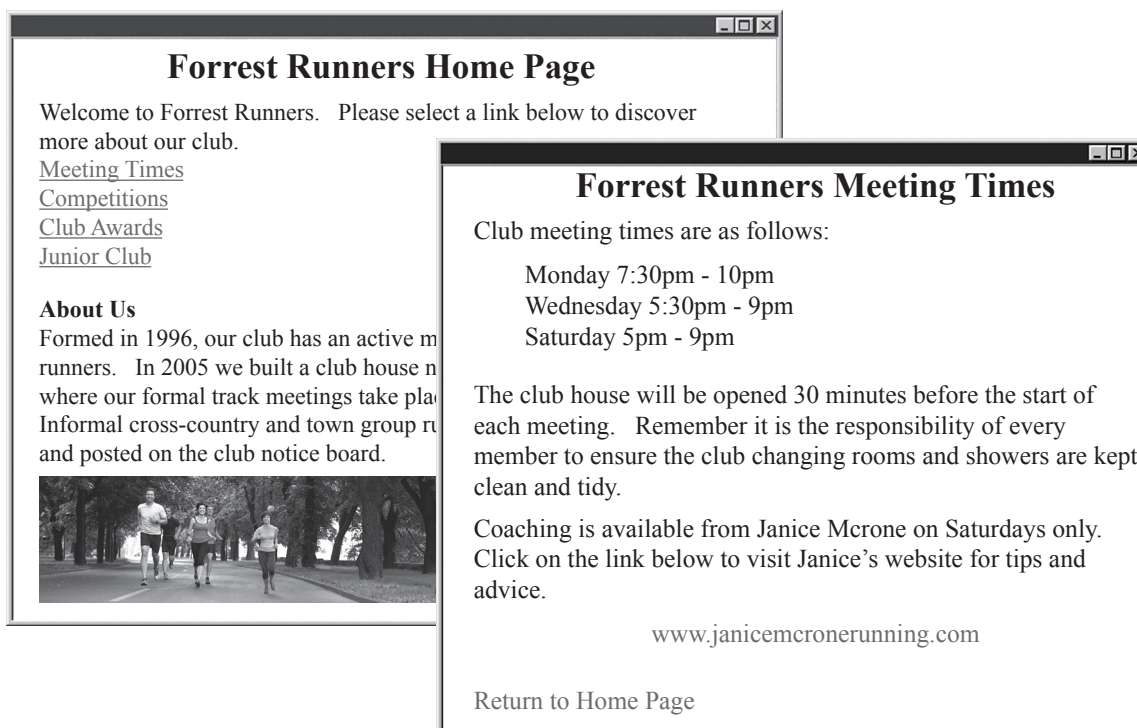 Forrest Runners Home Page
Welcome to Forrest Runners. Please select a link below to discover
more about our club.
Meeting Times
Competitions
Club Awards
Junior Club
About Us
Formed in 1996, our club has an active
runners. In 2005 we built a club house
where our formal track meetings take
Informal cross-country and town group
and posted on the club notice board.
Forrest Runners Meeting Times
Club meeting times are as follows:
Monday 7:30pm - 10pm
Wednesday 5:30pm - 9pm
Saturday 5pm - 9pm
The club house will be opened 30 minutes before the start of
each meeting. Remember it is the responsibility of every
member to ensure the club changing rooms and showers are kept
clean and tidy.
Coaching is available from Janice Mcrone on Saturdays only.
Click on the link below to visit Janice’s website for tips and
advice.
www.janicemcronerunning.com
Return to Home Page